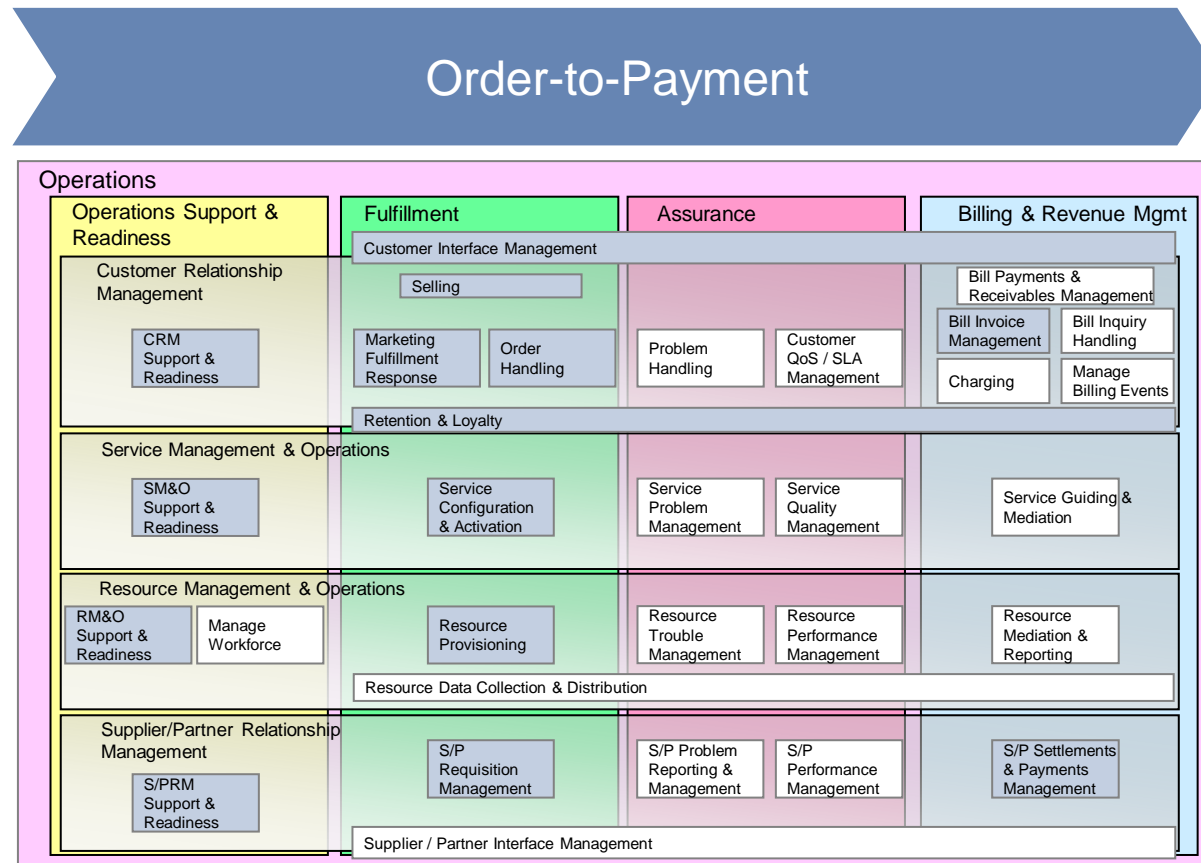 Order-to-Payment
Operations
Operations Support &
Readiness
Fulfillment
Assurance
Billing & Revenue Mgmt
Customer Interface Management
Customer Relationship
Management
Selling
Bill Payments &
Receivables Management
CRM
Support &
Readiness
Marketing
Fulfillment
Response
Order
Handling
Problem
Handling
Customer
QoS / SLA
Management
Bill Invoice
Management
Bill Inquiry
Handling
Charging
Manage
Billing Events
Retention & Loyalty
Service Management & Operations
SM&O
Support &
Readiness
Service
Configuration
& Activation
Service
Problem
Management
Service
Quality
Management
Service Guiding &
Mediation
Resource Management & Operations
RM&O
Support &
Readiness
Manage
Workforce
Resource
Provisioning
Resource
Trouble
Management
Resource
Performance
Management
Resource
Mediation &
Reporting
Resource Data Collection & Distribution
Supplier/Partner Relationship
Management
S/PRM
Support &
Readiness
S/P
Requisition
Management
S/P Problem
Reporting &
Management
S/P
Performance
Management
S/P Settlements
& Payments
Management
Supplier / Partner Interface Management